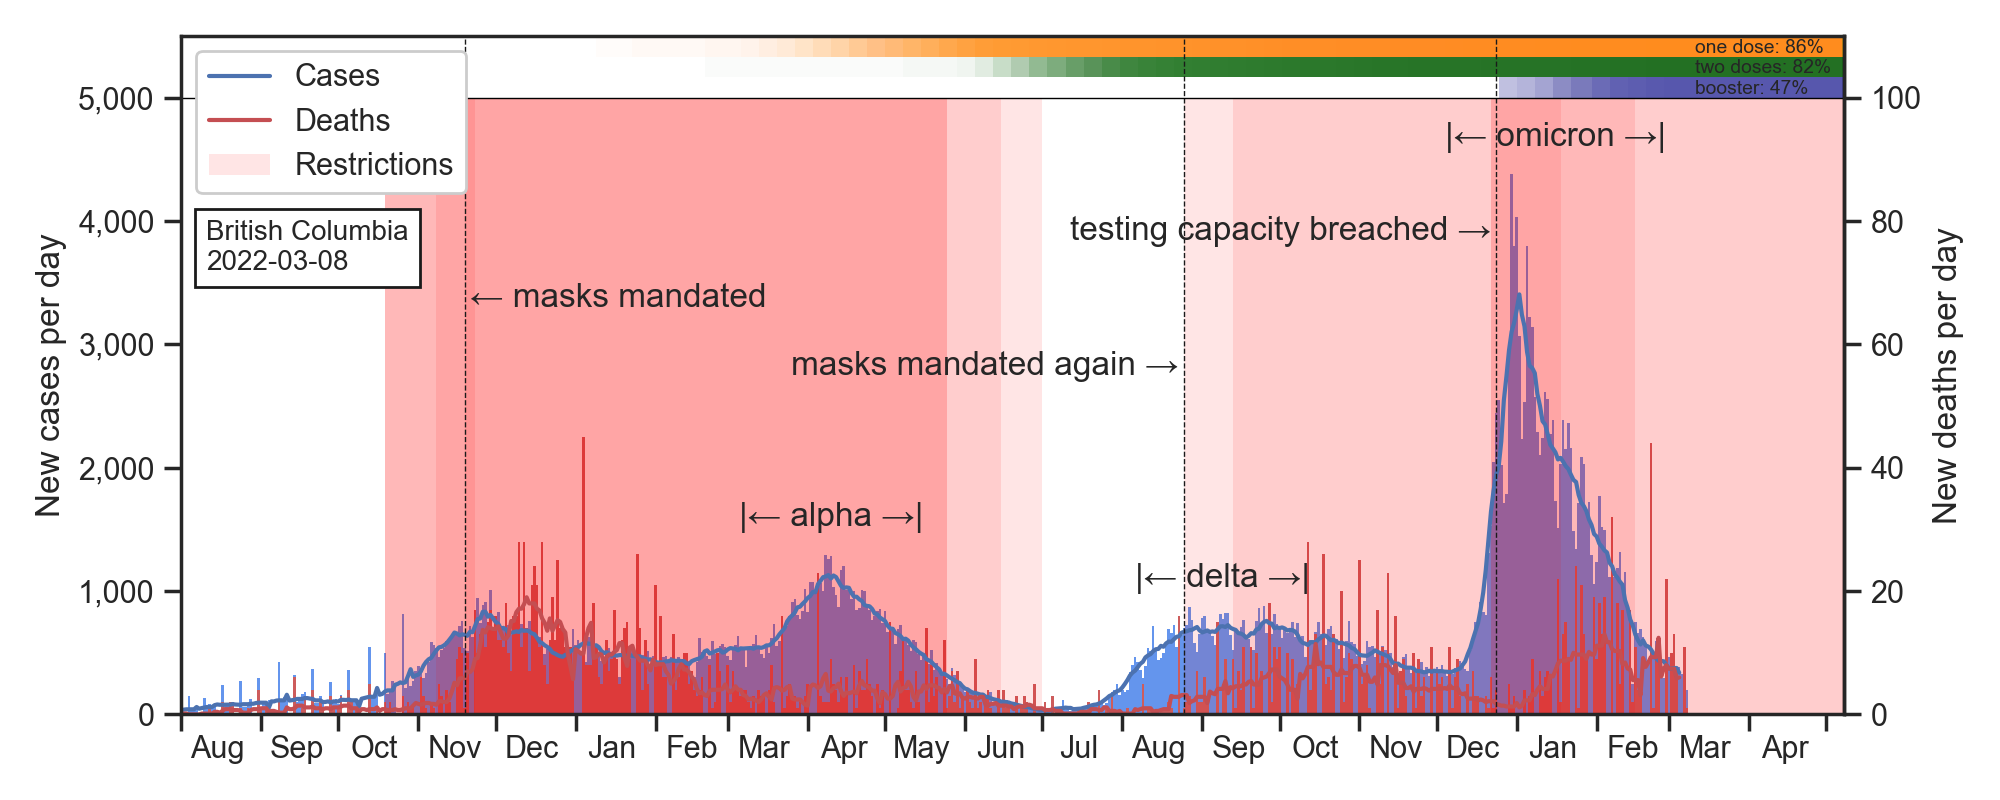 one dose: 86%
two doses: 82%
booster: 47%
Cases
Deaths
Restrictions
British Columbia
2022-03-08
|← omicron →|
testing capacity breached →
← masks mandated
masks mandated again →
|← alpha →|
|← delta →|
New cases per day
5,000
4,000
3,000
2,000
1,000
0
New deaths per day
100
80
60
40
20
0
Aug Sep Oct Nov Dec Jan Feb Mar Apr May Jun Jul Aug Sep Oct Nov Dec Jan Feb Mar Apr